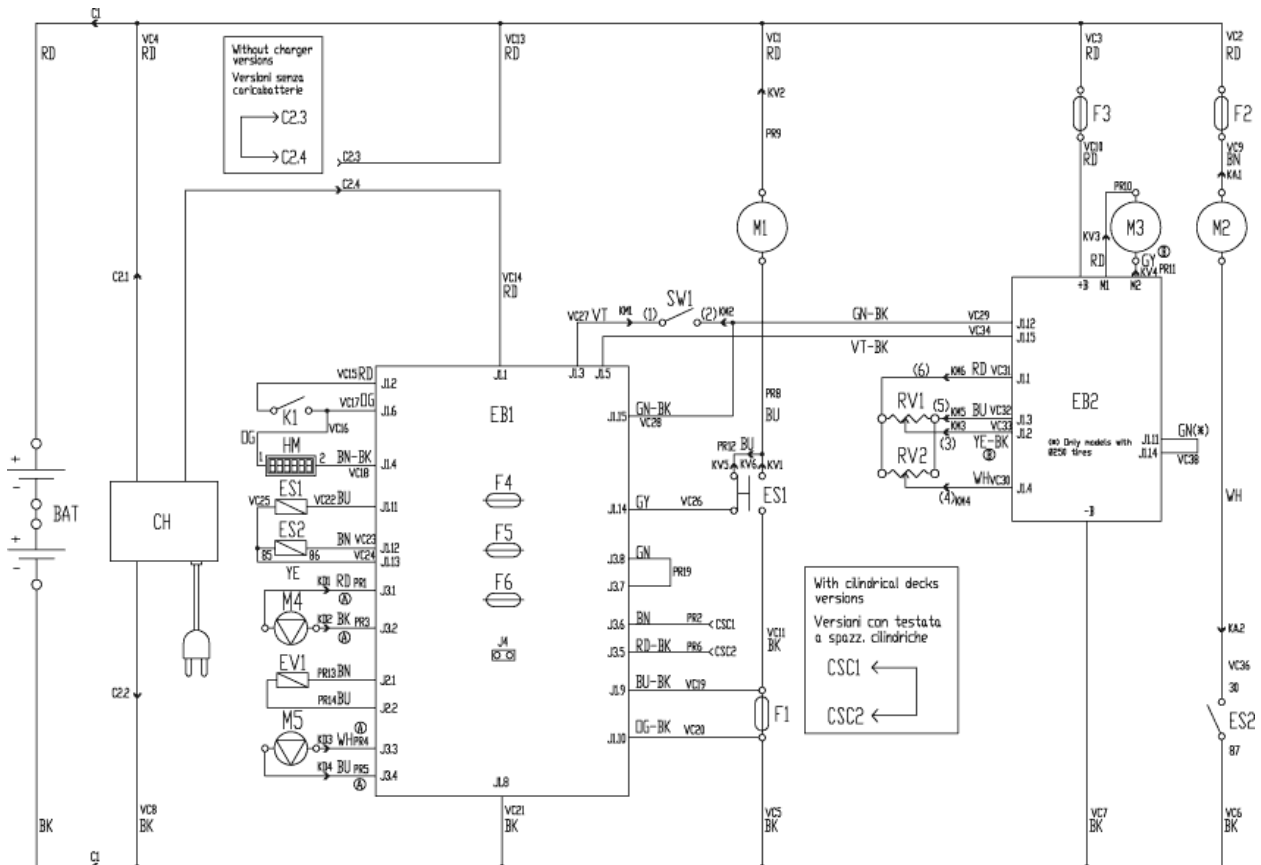 C1
RD
VC4
RD
VC13
RD
VC1
RD
VC3
RD
VC2
RD
Without charger
versions
Versioni senza
caricabatterie
C2.3
C2.4
C2.3
C2.4
KV2
PR9
F3
F2
VC10
RD
VC9
BN
KA1
PR10
M1
M3
M2
KV3
RD
GY
B
KV4
PR11
C2.1
VC14
RD
VC27
VT
KM1
(1)
SW1
(2)
KM2
GN-BK
VC29
VC34
VT-BK
+B
M1
M2
J1.12
J1.15
VC15
RD
J1.2
J1.1
J1.3
J1.5
(6)
KM6
RD
VC31
J1.1
K1
VC17
OG
J1.6
VC16
EB1
GN-BK
VC28
J1.15
PR8
BU
RV1
(5)
KM5
BU
VC32
J1.3
KM3
VC33
J1.2
(3)
YE-BK
B
EB2
(*) Only models with
Ø250 tires
GN(*)
J1.11
J1.14
VC38
OG
HM
1
2
BN-BK
VC18
J1.4
PR12
BU
KV5
KV6
KV1
RV2
WH
VC30
J1.4
(4)
KM4
ES1
VC25
VC22
BU
J1.11
F4
GY
VC26
J1.14
ES1
-B
WH
BAT
+
-
+
-
CH
ES2
BN
VC23
J1.12
85
86
VC24
J1.13
YE
F5
GN
J3.8
J3.7
PR19
KD1
RD
PR1
A
J3.1
F6
M4
KD2
BK
PR3
A
J3.2
J4
BN
PR2
CSC1
J3.6
RD-BK
PR6
CSC2
J3.5
With cilindrical decks
versions
Versioni con testata
a spazz. cilindriche
CSC1
CSC2
VC11
BK
KA2
VC36
30
ES2
87
EV1
PR13
BN
J2.1
PR14
BU
J2.2
BU-BK
VC19
J1.9
F1
C2.2
M5
A
KD3
WH
PR4
J3.3
KD4
BU
PR5
A
J3.4
OG-BK
VC20
J1.10
J1.8
BK
VC8
BK
VC21
BK
VC5
BK
VC7
BK
VC6
BK
C1